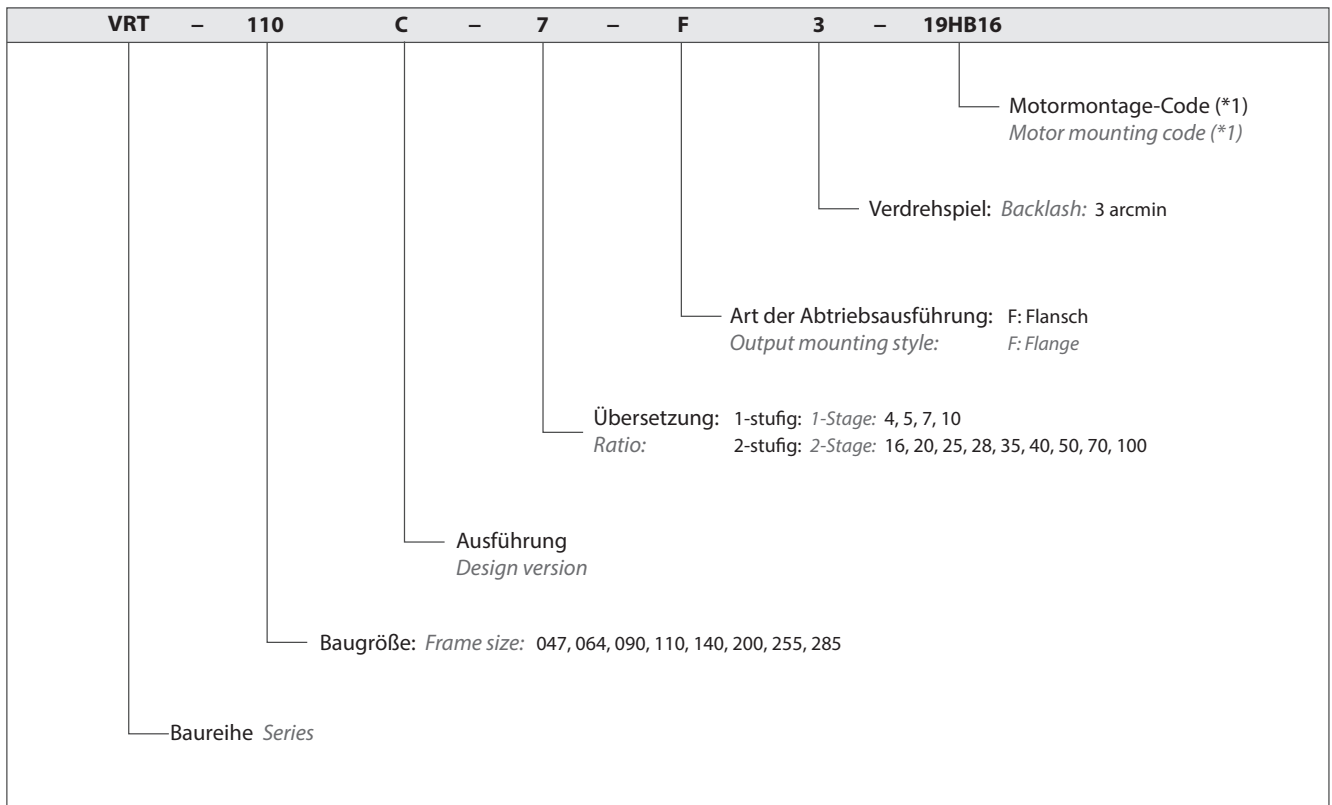 VRT – 110 C – 7 – F 3 – 19HB16
Motormontage-Code (*1)
Motor mounting code (*1)
Verdrehspiel: Backlash: 3 arcmin
Art der Abtriebsausführung: F: Flansch
Output mounting style: F: Flange
Übersetzung: 1-stufig: 1-Stage: 4, 5, 7, 10
Ratio: 2-stufig: 2-Stage: 16, 20, 25, 28, 35, 40, 50, 70, 100
Ausführung
Design version
Baugröße: Frame size: 047, 064, 090, 110, 140, 200, 255, 285
Baureihe Series